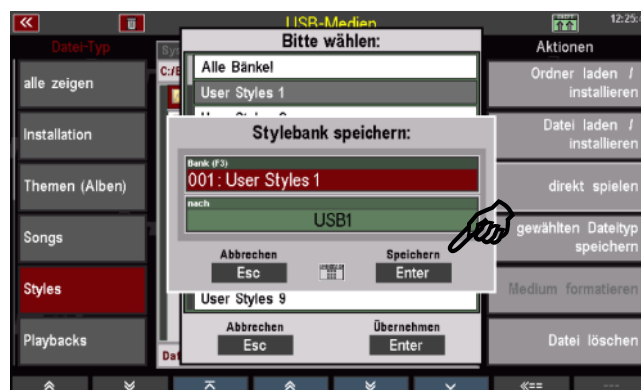 USB-Medien
12:25:
Datei-Typ
Bitte wählen:
Aktionen
alle zeigen
C:/E
Alle Bänke!
User Styles 1
Ordner laden /
installieren
Installation
Stylebank speichern:
Datei laden /
installieren
Themen (Alben)
Bank (F3)
001: User Styles 1
direkt spielen
nach
USB1
Songs
gewählten Dateityp
speichern
Abbrechen
Speichern
Esc
Enter
Styles
User Styles 9
Medium formatieren
Playbacks
Abbrechen
Übernehmen
Esc
Enter
Dat
Datei löschen